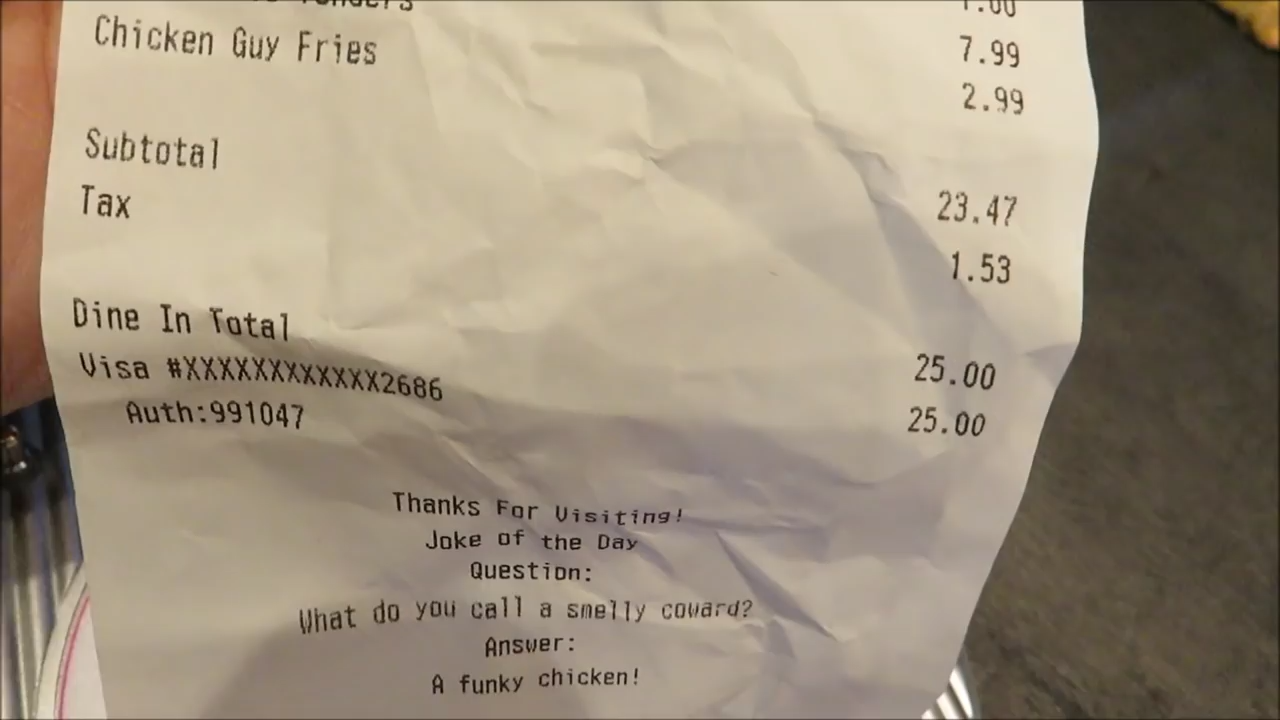 Chicken Guy Fries 7.99
2.99
Subtotal 23.47
Tax 1.53
Dine In Total 25.00
Visa #XXXXXXXXXXXX2686 25.00
Auth:991047
Thanks For Visiting!
Joke of the Day
Question:
What do you call a smelly coward?
Answer:
A funky chicken!